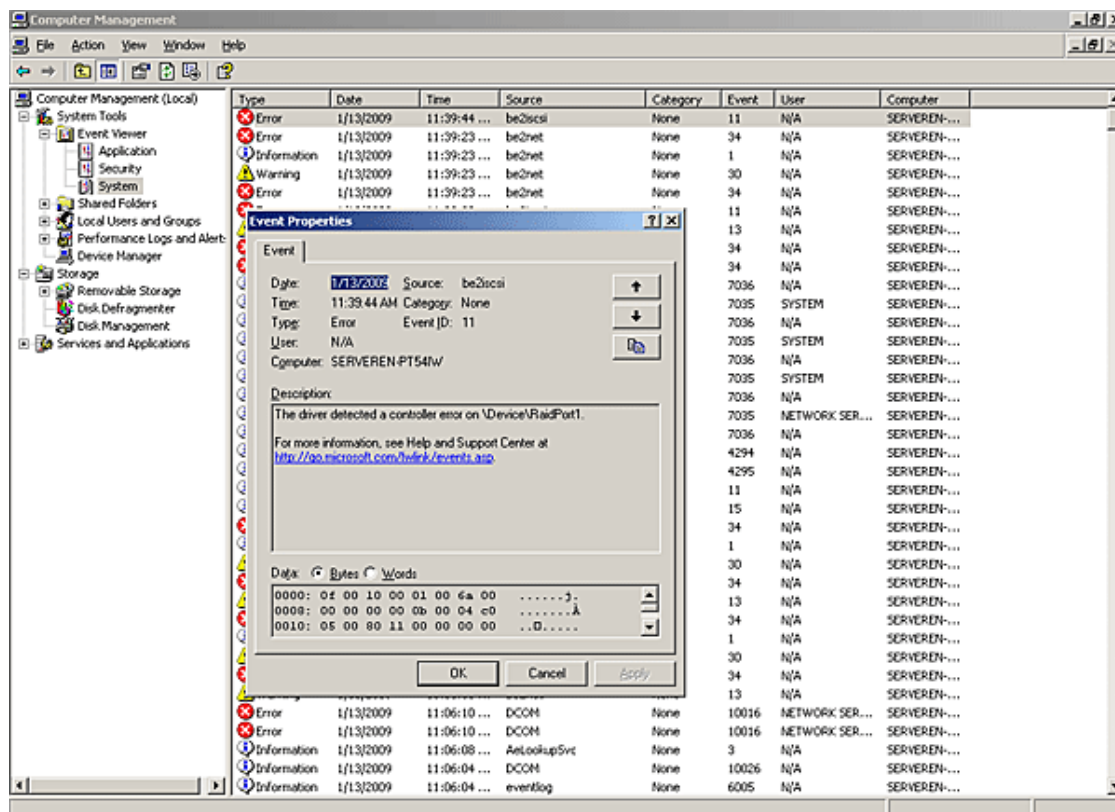 Computer Management
File Action View Window Help
Computer Management (Local)
System Tools
Event Viewer
Application
Security
System
Shared Folders
Local Users and Groups
Performance Logs and Alert
Device Manager
Storage
Removable Storage
Disk Defragmenter
Disk Management
Services and Applications
Type Date Time Source Category Event User Computer
Error 1/13/2009 11:39:44 ... be2iscsi None 11 N/A SERVEREN-...
Error 1/13/2009 11:39:23 ... be2net None 34 N/A SERVEREN-...
Information 1/13/2009 11:39:23 ... be2net None 1 N/A SERVEREN-...
Warning 1/13/2009 11:39:23 ... be2net None 30 N/A SERVEREN-...
Error 1/13/2009 11:39:23 ... be2net None 34 N/A SERVEREN-...
11 N/A SERVEREN-...
13 N/A SERVEREN-...
34 N/A SERVEREN-...
34 N/A SERVEREN-...
7036 N/A SERVEREN-...
7035 SYSTEM SERVEREN-...
7036 N/A SERVEREN-...
7035 SYSTEM SERVEREN-...
7036 N/A SERVEREN-...
7035 SYSTEM SERVEREN-...
7036 N/A SERVEREN-...
7035 NETWORK SER... SERVEREN-...
7036 N/A SERVEREN-...
4294 N/A SERVEREN-...
4295 N/A SERVEREN-...
11 N/A SERVEREN-...
15 N/A SERVEREN-...
34 N/A SERVEREN-...
1 N/A SERVEREN-...
30 N/A SERVEREN-...
34 N/A SERVEREN-...
13 N/A SERVEREN-...
34 N/A SERVEREN-...
1 N/A SERVEREN-...
30 N/A SERVEREN-...
34 N/A SERVEREN-...
13 N/A SERVEREN-...
Error 1/13/2009 11:06:10 ... DCOM None 10016 NETWORK SER... SERVEREN-...
Error 1/13/2009 11:06:10 ... DCOM None 10016 NETWORK SER... SERVEREN-...
Information 1/13/2009 11:06:08 ... AeLookupSvc None 3 N/A SERVEREN-...
Information 1/13/2009 11:06:04 ... DCOM None 10026 N/A SERVEREN-...
Information 1/13/2009 11:06:04 ... eventlog None 6005 N/A SERVEREN-...
Event Properties
Event
Date: 1/13/2009 Source: be2iscsi
Time: 11:39:44 AM Category: None
Type: Error Event ID: 11
User: N/A
Computer: SERVEREN-PT54IW
Description:
The driver detected a controller error on \Device\RaidPort1.
For more information, see Help and Support Center at
http://go.microsoft.com/fwlink/events.asp.
Data: Bytes Words
0000: 0f 00 10 00 01 00 6a 00 ......j.
0008: 00 00 00 00 0b 00 04 c0 .......À
0010: 05 00 80 11 00 00 00 00 ..□.....
OK Cancel Apply